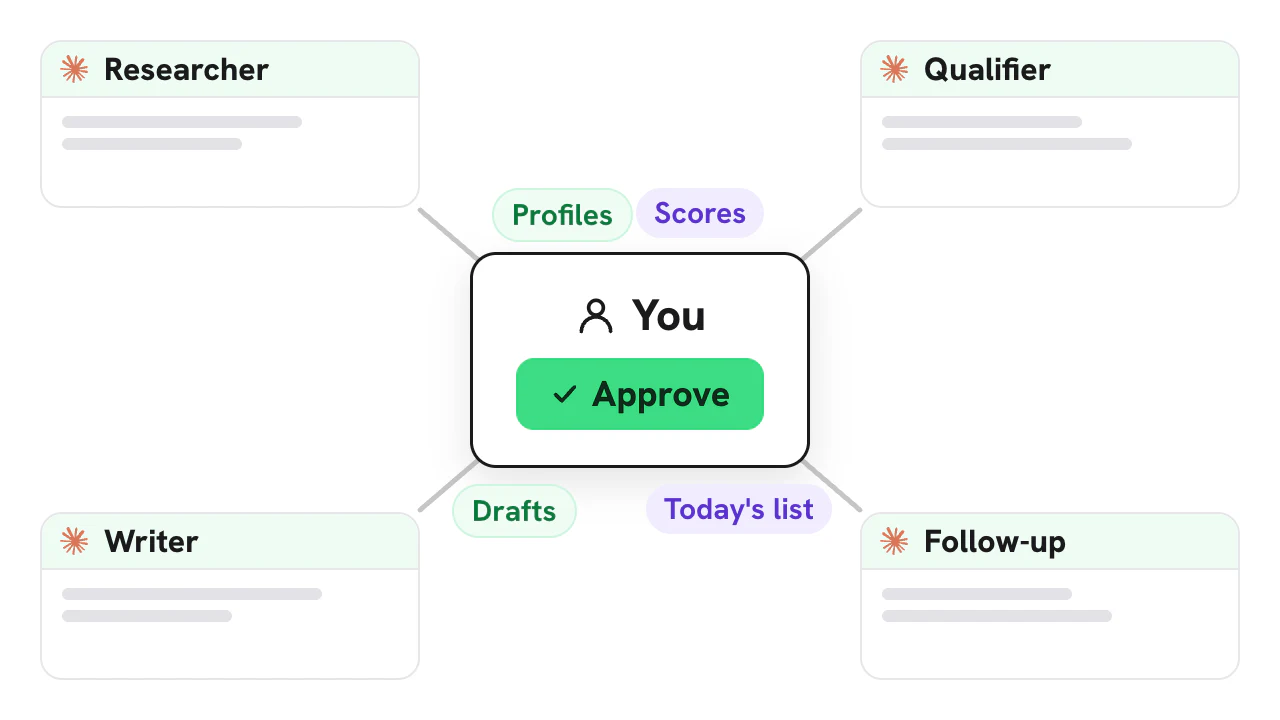 Researcher
Qualifier
Profiles
Scores
You
Approve
Drafts
Today's list
Writer
Follow-up